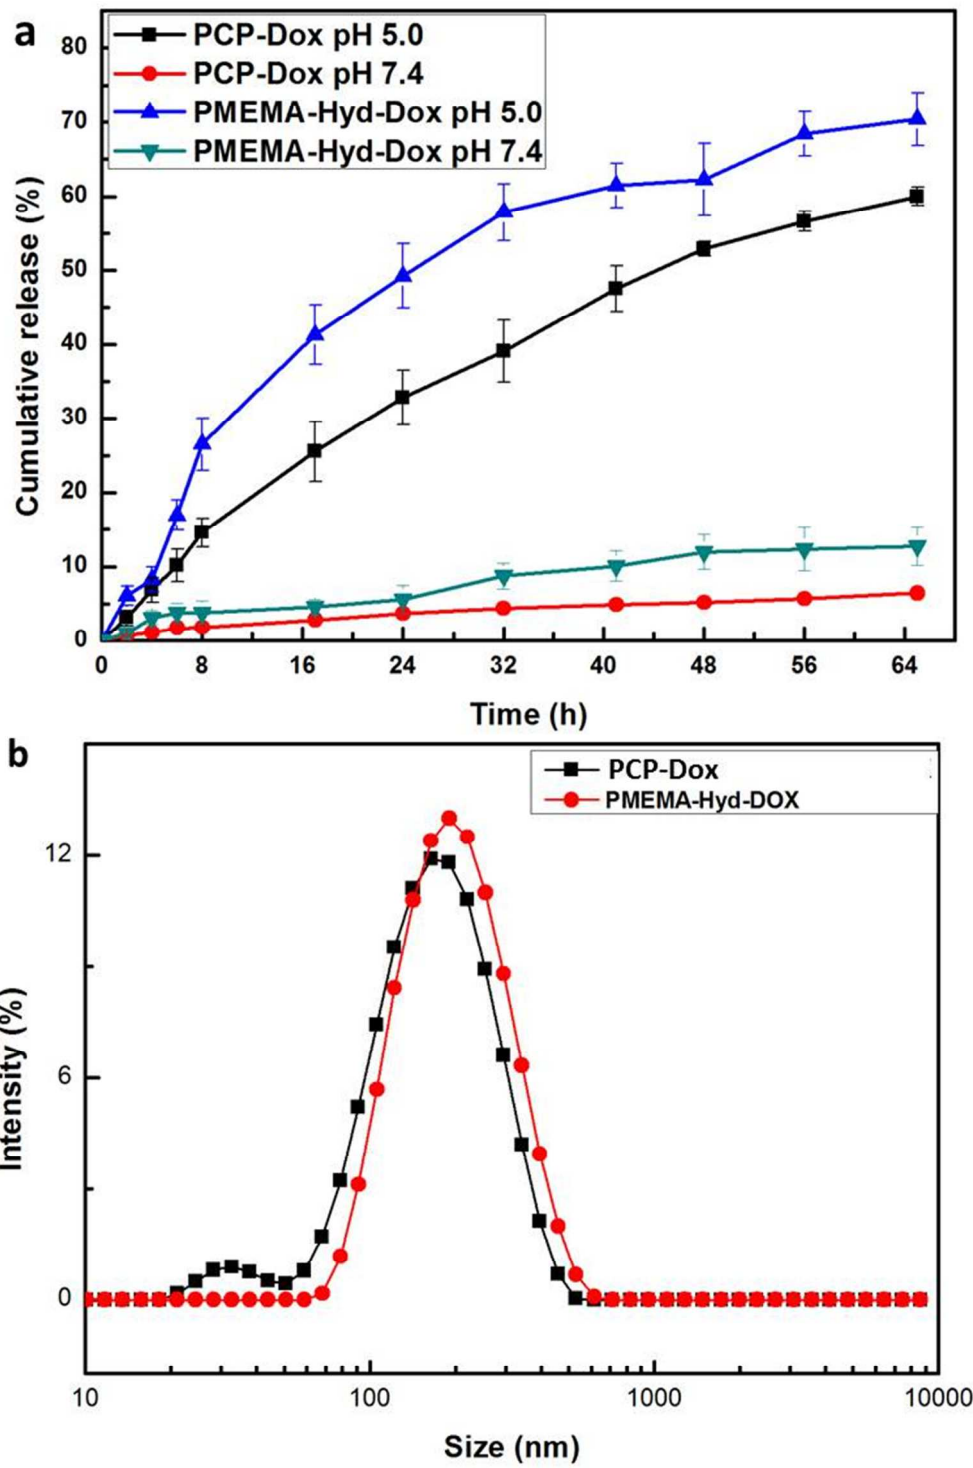 a
PCP-Dox pH 5.0
PCP-Dox pH 7.4
PMEMA-Hyd-Dox pH 5.0
PMEMA-Hyd-Dox pH 7.4
80
70
60
50
40
30
20
10
0
Cumulative release (%)
0 8 16 24 32 40 48 56 64
Time (h)
b
PCP-Dox
PMEMA-Hyd-DOX
12
6
0
Intensity (%)
10 100 1000 10000
Size (nm)